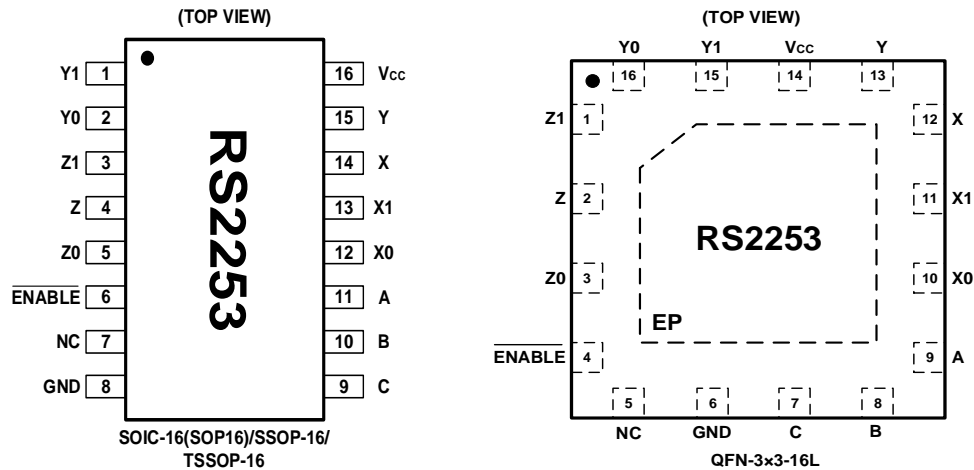 (TOP VIEW)
Y1 1 16 Vcc
Y0 2 15 Y
Z1 3 14 X
Z 4 13 X1
Z0 5 12 X0
ENABLE 6 11 A
NC 7 10 B
GND 8 9 C
RS2253
SOIC-16(SOP16)/SSOP-16/
TSSOP-16
(TOP VIEW)
Y0 Y1 Vcc Y
16 15 14 13
Z1 1 12 X
Z 2 11 X1
RS2253
Z0 3 10 X0
EP
ENABLE 4 9 A
5 6 7 8
NC GND C B
QFN-3×3-16L